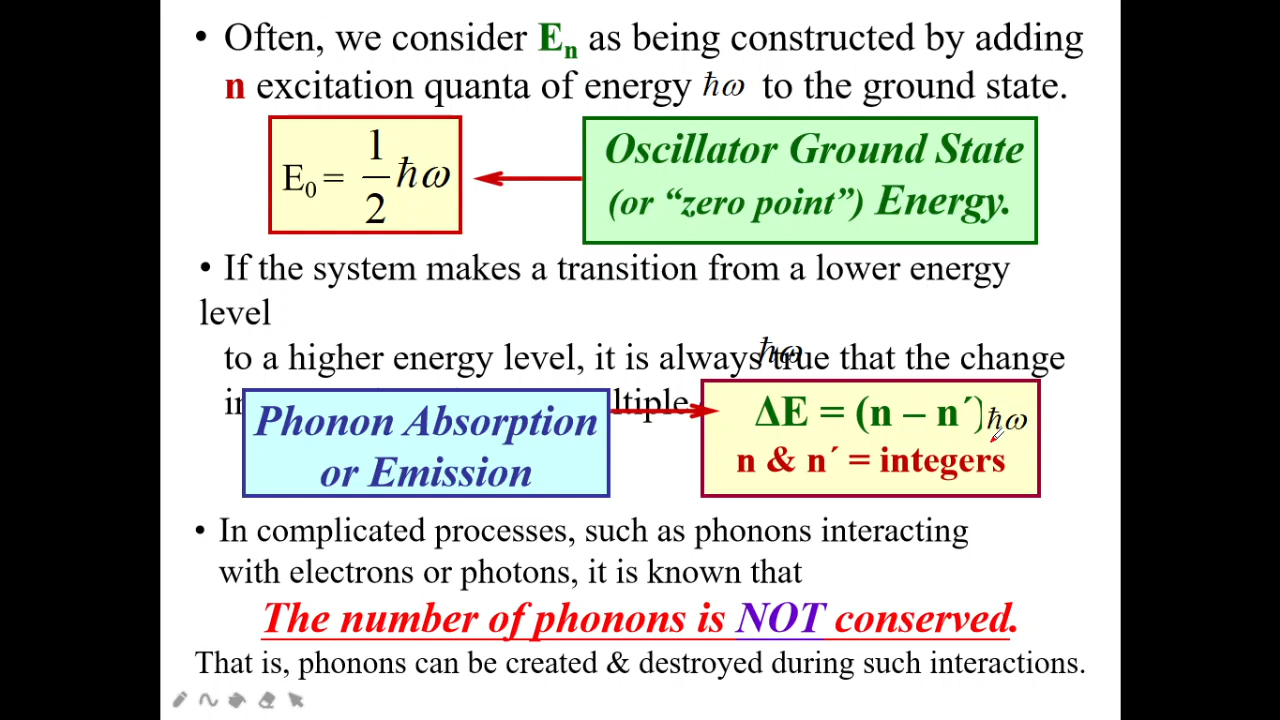 • Often, we consider Eₙ as being constructed by adding
n excitation quanta of energy ħω to the ground state.
E₀ = 1/2 ħω
Oscillator Ground State
(or “zero point”) Energy.
• If the system makes a transition from a lower energy
level
to a higher energy level, it is always true that the change
ħω
Phonon Absorption
or Emission
ΔE = (n – n´)ħω
n & n´ = integers
• In complicated processes, such as phonons interacting
with electrons or photons, it is known that
The number of phonons is NOT conserved.
That is, phonons can be created & destroyed during such interactions.